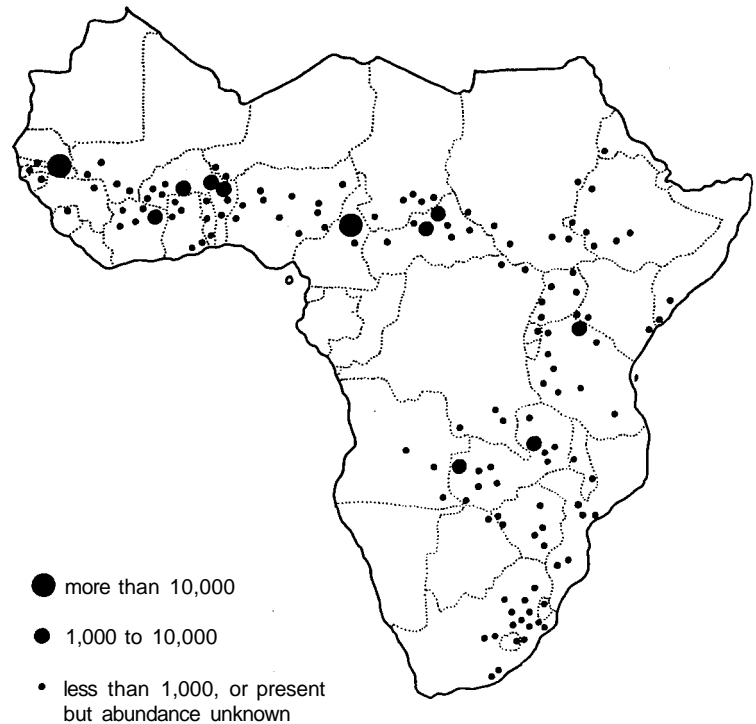 more than 10,000
1,000 to 10,000
less than 1,000, or present
but abundance unknown